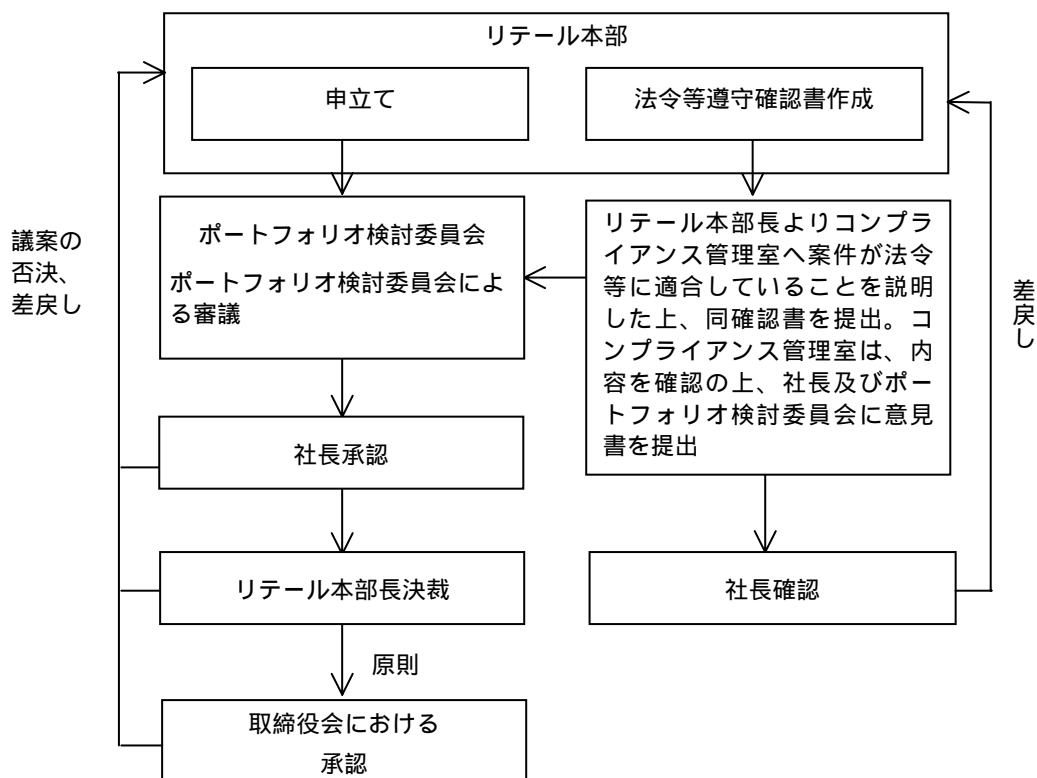 リテール本部
申立て
法令等遵守確認書作成
ポートフォリオ検討委員会
ポートフォリオ検討委員会によ
る審議
リテール本部長よりコンプラ
イアンス管理室へ案件が法令
等に適合していることを説明
した上、同確認書を提出。コ
ンプライアンス管理室は、内
容を確認の上、社長及びポー
トフォリオ検討委員会に意見
書を提出
議案の
否決、
差戻し
差戻し
社長承認
リテール本部長決裁
社長確認
原則
取締役会における
承認